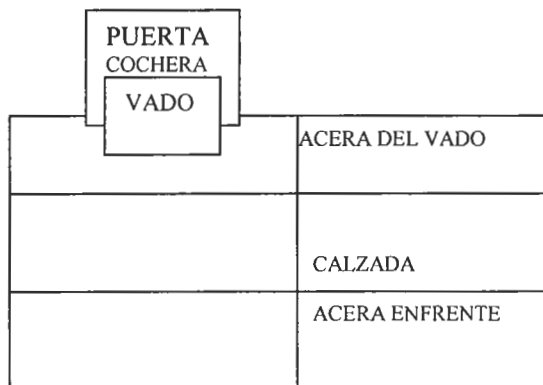 PUERTA
COCHERA
VADO
ACERA DEL VADO
CALZADA
ACERA ENFRENTE